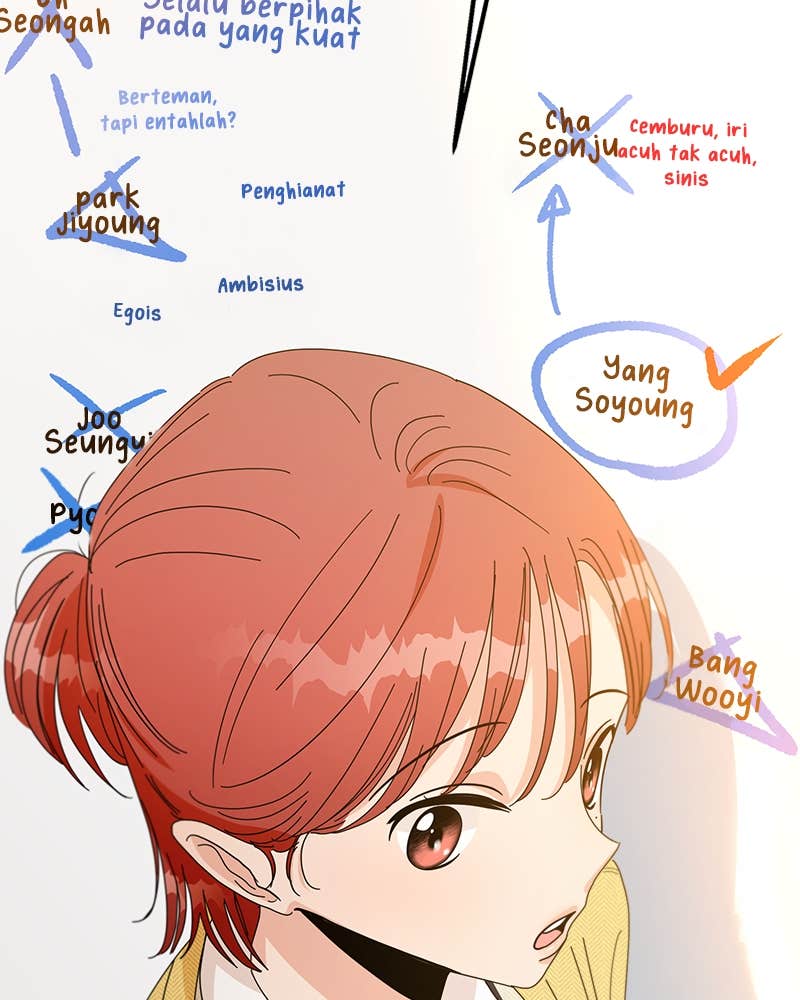 Seongah
Selalu berpihak
pada yang kuat
Berteman,
tapi entahlah?
Park
Jiyoung
Penghianat
Ambisius
Egois
Joo
Cha
Seonju
cemburu, iri
acuh tak acuh,
sinis
Yang
Soyoung
Bang
Wooyi